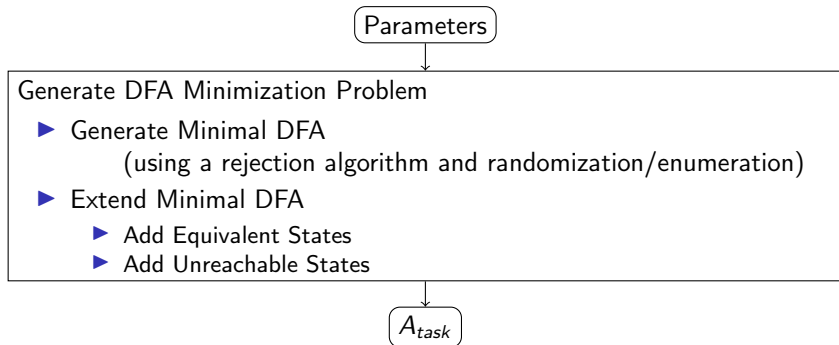 Parameters
Generate DFA Minimization Problem
▶ Generate Minimal DFA
(using a rejection algorithm and randomization/enumeration)
▶ Extend Minimal DFA
▶ Add Equivalent States
▶ Add Unreachable States
A_task